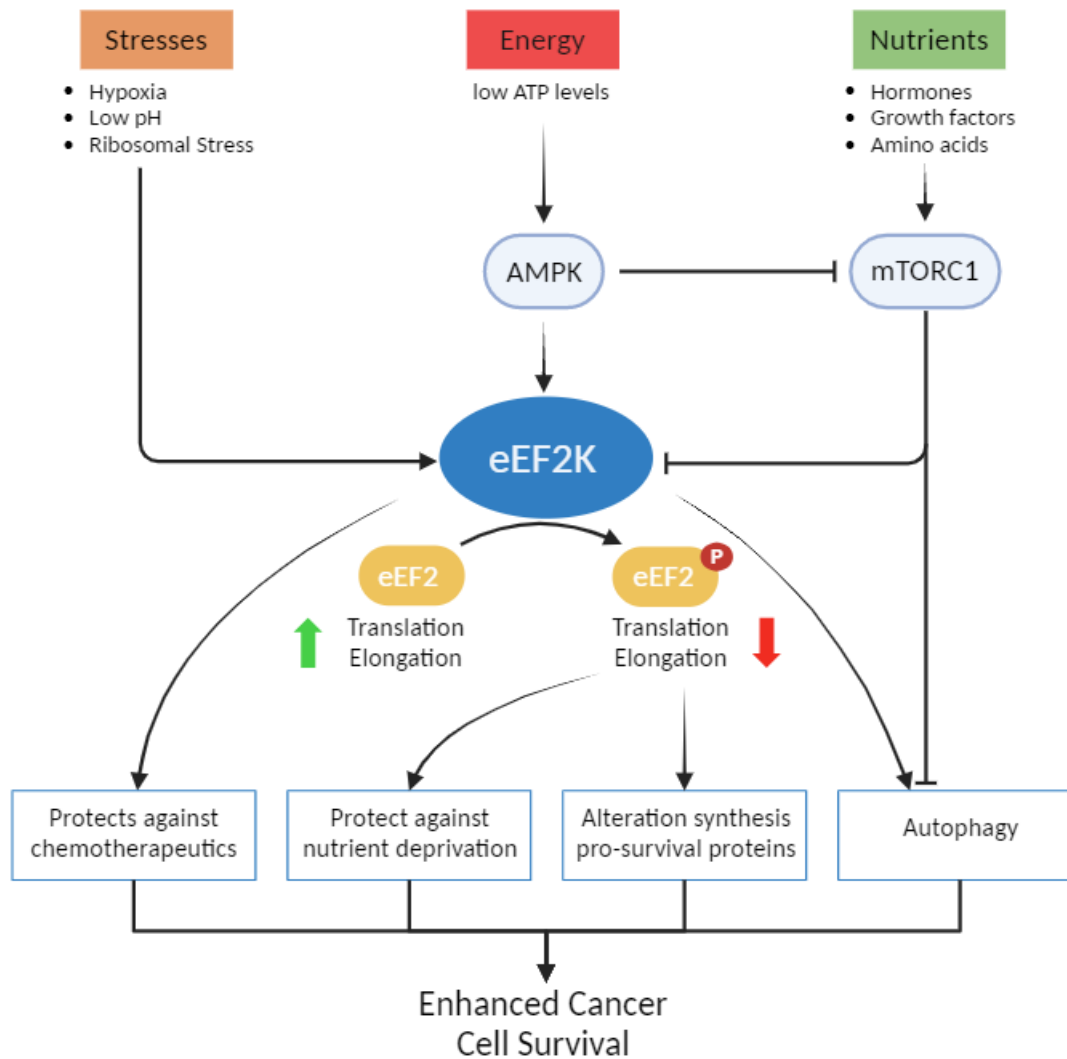 Stresses
Energy
Nutrients
• Hypoxia
• Low pH
• Ribosomal Stress
low ATP levels
• Hormones
• Growth factors
• Amino acids
AMPK
mTORC1
eEF2K
eEF2
eEF2
P
Translation
Elongation
Translation
Elongation
Protects against
chemotherapeutics
Protect against
nutrient deprivation
Alteration synthesis
pro-survival proteins
Autophagy
Enhanced Cancer
Cell Survival